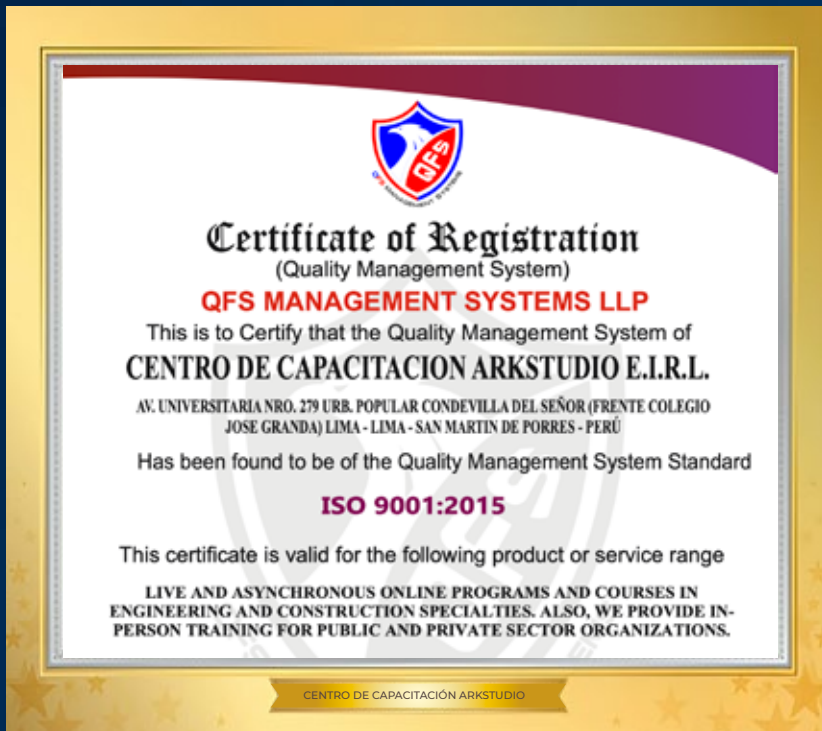 QFS
QFS MANAGEMENT SYSTEMS
Certificate of Registration
(Quality Management System)
QFS MANAGEMENT SYSTEMS LLP
This is to Certify that the Quality Management System of
CENTRO DE CAPACITACION ARKSTUDIO E.I.R.L.
AV. UNIVERSITARIA NRO. 279 URB. POPULAR CONDEVILLA DEL SEÑOR (FRENTE COLEGIO
JOSE GRANDA) LIMA - LIMA - SAN MARTIN DE PORRES - PERÚ
Has been found to be of the Quality Management System Standard
ISO 9001:2015
This certificate is valid for the following product or service range
LIVE AND ASYNCHRONOUS ONLINE PROGRAMS AND COURSES IN
ENGINEERING AND CONSTRUCTION SPECIALTIES. ALSO, WE PROVIDE IN-
PERSON TRAINING FOR PUBLIC AND PRIVATE SECTOR ORGANIZATIONS.
CENTRO DE CAPACITACIÓN ARKSTUDIO